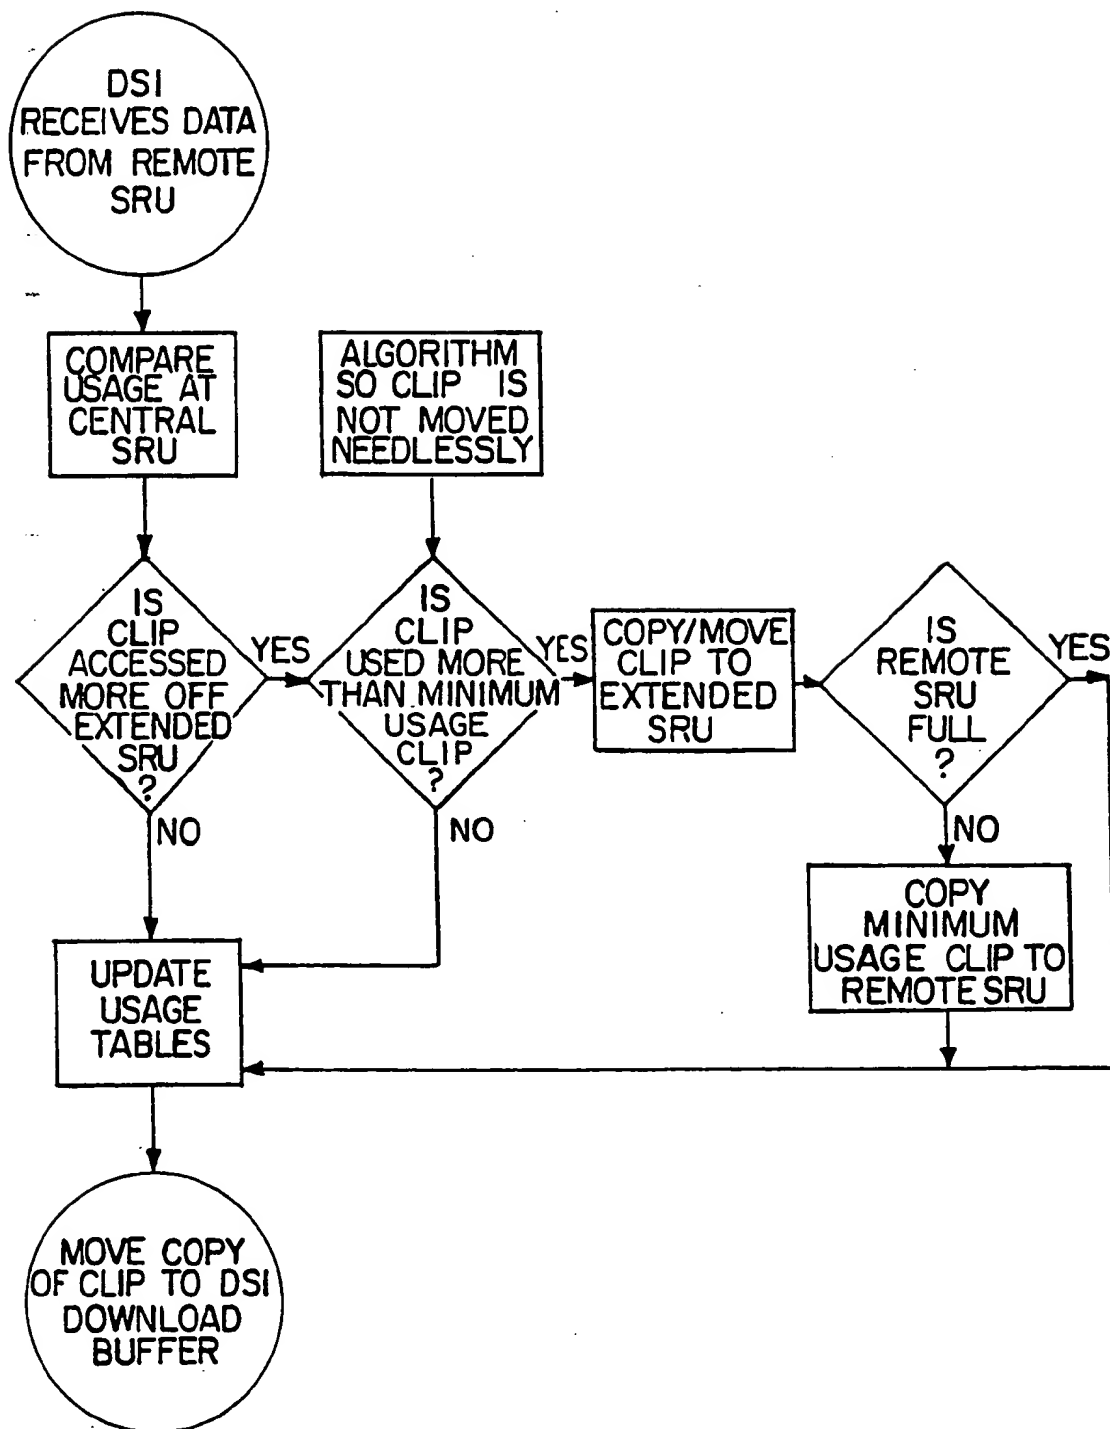 DSI
RECEIVES DATA
FROM REMOTE
SRU
COMPARE
USAGE AT
CENTRAL
SRU
ALGORITHM
SO CLIP IS
NOT MOVED
NEEDLESSLY
IS
CLIP
ACCESSED
MORE OFF
EXTENDED
SRU
?
YES
NO
IS
CLIP
USED MORE
THAN MINIMUM
USAGE
CLIP
?
YES
NO
COPY/MOVE
CLIP TO
EXTENDED
SRU
IS
REMOTE
SRU
FULL
?
YES
NO
COPY
MINIMUM
USAGE CLIP TO
REMOTE SRU
UPDATE
USAGE
TABLES
MOVE COPY
OF CLIP TO DSI
DOWNLOAD
BUFFER